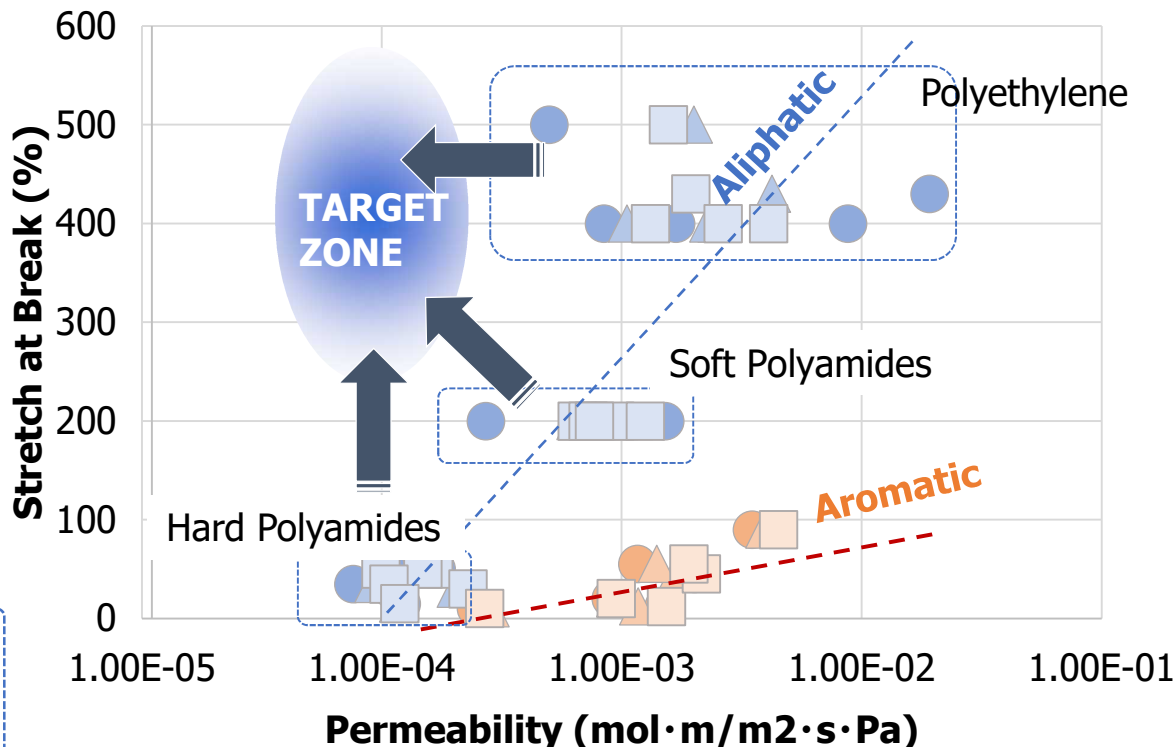 600
500
400
300
200
100
0
Stretch at Break (%)
Polyethylene
Aliphatic
TARGET
ZONE
Soft Polyamides
Aromatic
Hard Polyamides
1.00E-05
1.00E-04
1.00E-03
1.00E-02
1.00E-01
Permeability (mol·m/m2·s·Pa)